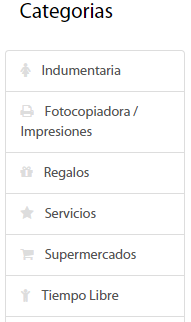 Categorias
Indumentaria
Fotocopiadora /
Impresiones
Regalos
Servicios
Supermercados
Tiempo Libre